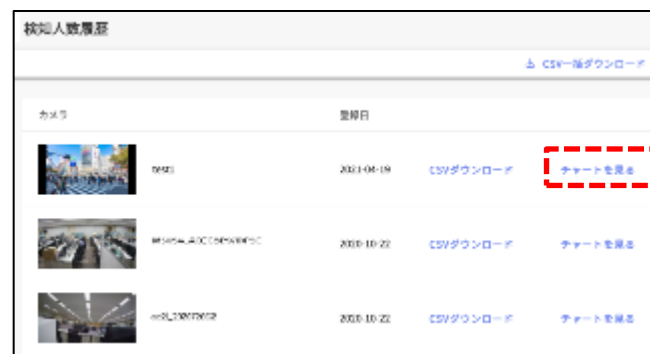 検知人数履歴
CSV一括ダウンロード
カメラ 登録日
test1 2021-04-19 CSVダウンロード チャートを見る
2020-10-22 CSVダウンロード チャートを見る
2020-10-22 CSVダウンロード チャートを見る